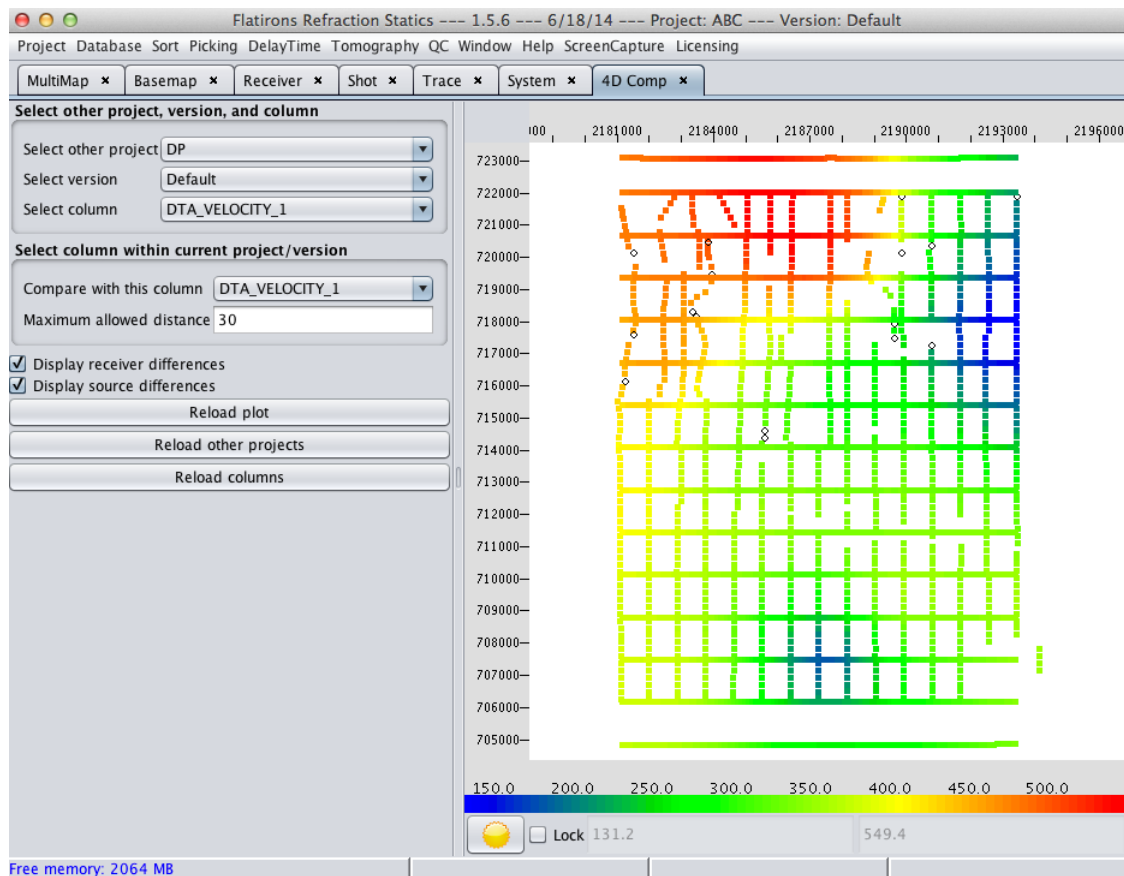 Flatirons Refraction Statics --- 1.5.6 --- 6/18/14 --- Project: ABC --- Version: Default
Project Database Sort Picking DelayTime Tomography QC Window Help ScreenCapture Licensing
MultiMap × Basemap × Receiver × Shot × Trace × System × 4D Comp ×
Select other project, version, and column
Select other project DP
Select version Default
Select column DTA_VELOCITY_1
Select column within current project/version
Compare with this column DTA_VELOCITY_1
Maximum allowed distance 30
Display receiver differences
Display source differences
Reload plot
Reload other projects
Reload columns
2181000 2184000 2187000 2190000 2193000 2196000
723000
722000
721000
720000
719000
718000
717000
716000
715000
714000
713000
712000
711000
710000
709000
708000
707000
706000
705000
150.0 200.0 250.0 300.0 350.0 400.0 450.0 500.0
Lock 131.2 549.4
Free memory: 2064 MB